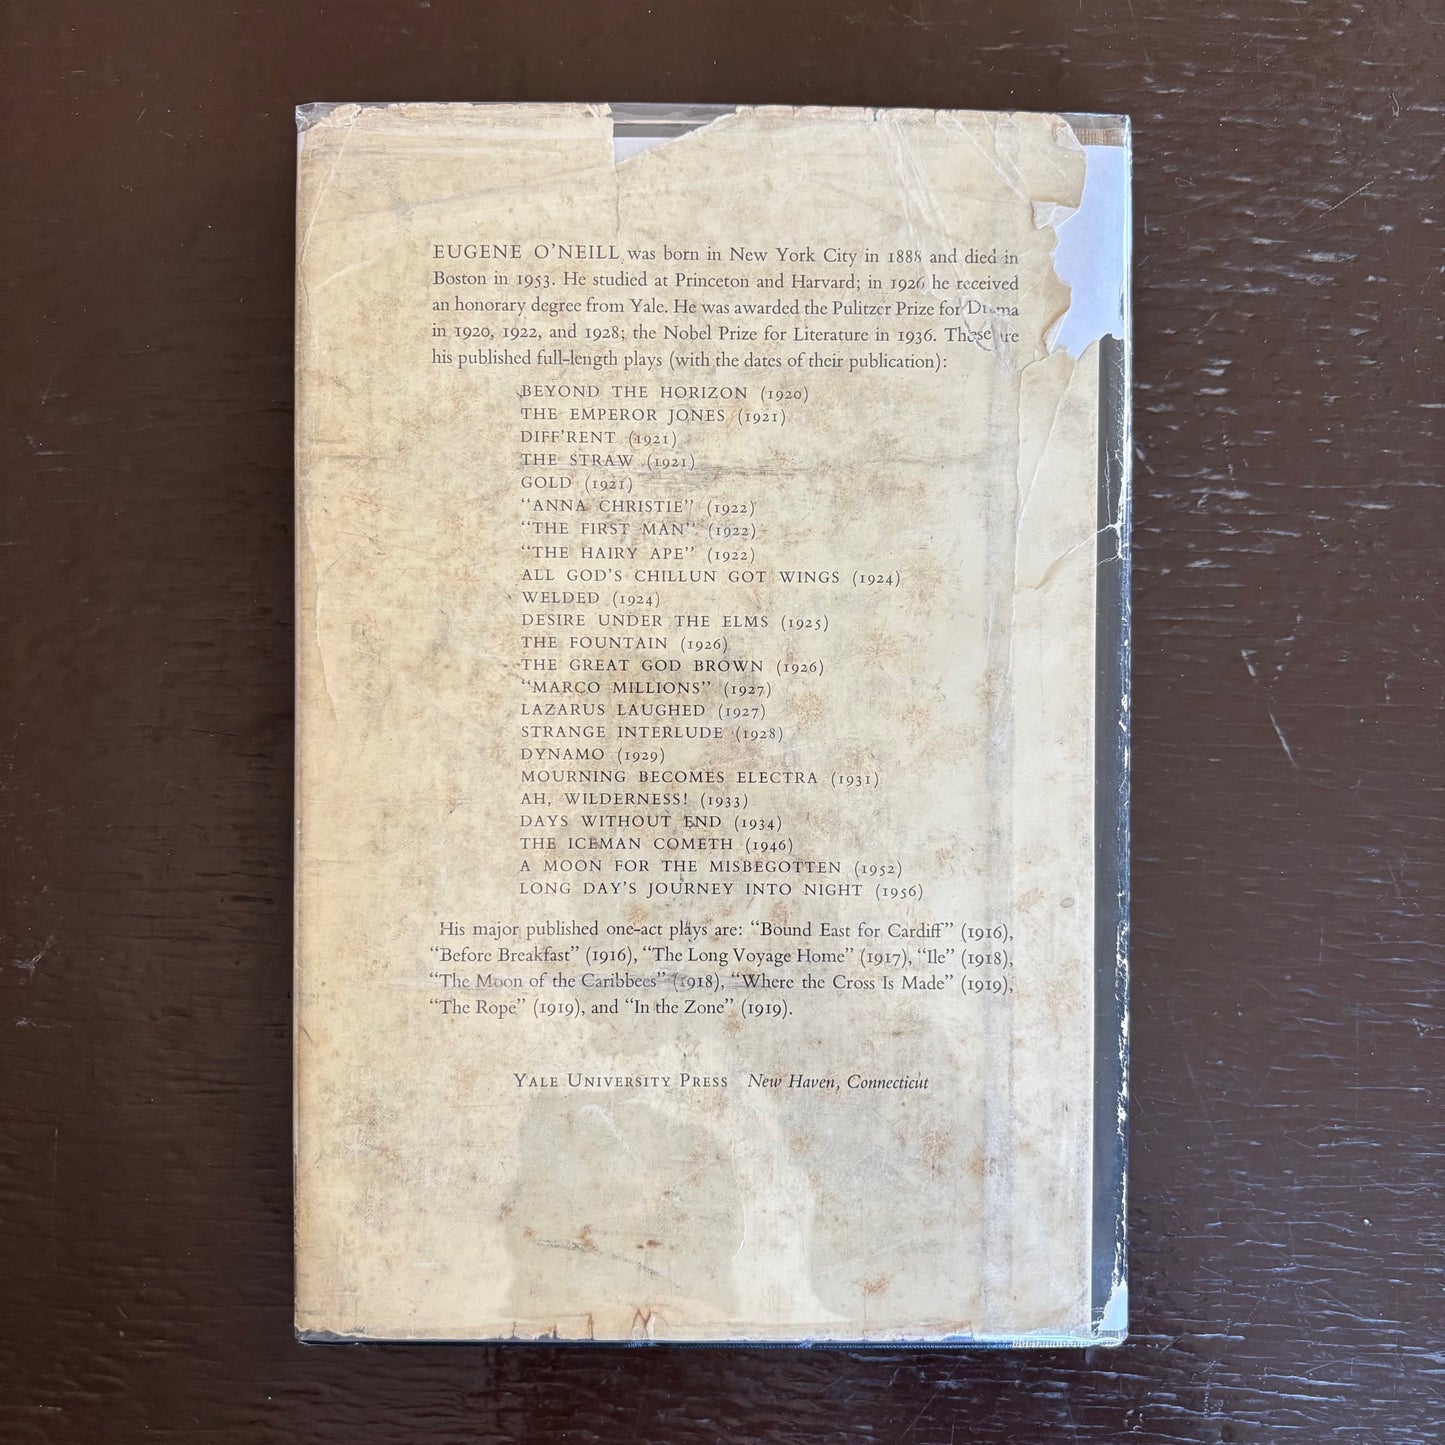 EUGENE O'NEILL was born in New York City in 1888 and died in
Boston in 1953. He studied at Princeton and Harvard; in 1926 he received
an honorary degree from Yale. He was awarded the Pulitzer Prize for Drama
in 1920, 1922, and 1928; the Nobel Prize for Literature in 1936. These are
his published full-length plays (with the dates of their publication):
BEYOND THE HORIZON (1920)
THE EMPEROR JONES (1921)
DIFF'RENT (1921)
THE STRAW (1921)
GOLD (1921)
"ANNA CHRISTIE" (1922)
"THE FIRST MAN" (1922)
"THE HAIRY APE" (1922)
ALL GOD'S CHILLUN GOT WINGS (1924)
WELDED (1924)
DESIRE UNDER THE ELMS (1925)
THE FOUNTAIN (1926)
THE GREAT GOD BROWN (1926)
"MARCO MILLIONS" (1927)
LAZARUS LAUGHED (1927)
STRANGE INTERLUDE (1928)
DYNAMO (1929)
MOURNING BECOMES ELECTRA (1931)
AH, WILDERNESS! (1933)
DAYS WITHOUT END (1934)
THE ICEMAN COMETH (1946)
A MOON FOR THE MISBEGOTTEN (1952)
LONG DAY'S JOURNEY INTO NIGHT (1956)
His major published one-act plays are: "Bound East for Cardiff" (1916),
"Before Breakfast" (1916), "The Long Voyage Home" (1917), "Ile" (1918),
"The Moon of the Caribbees" (1918), "Where the Cross Is Made" (1919),
"The Rope" (1919), and "In the Zone" (1919).
YALE UNIVERSITY PRESS New Haven, Connecticut